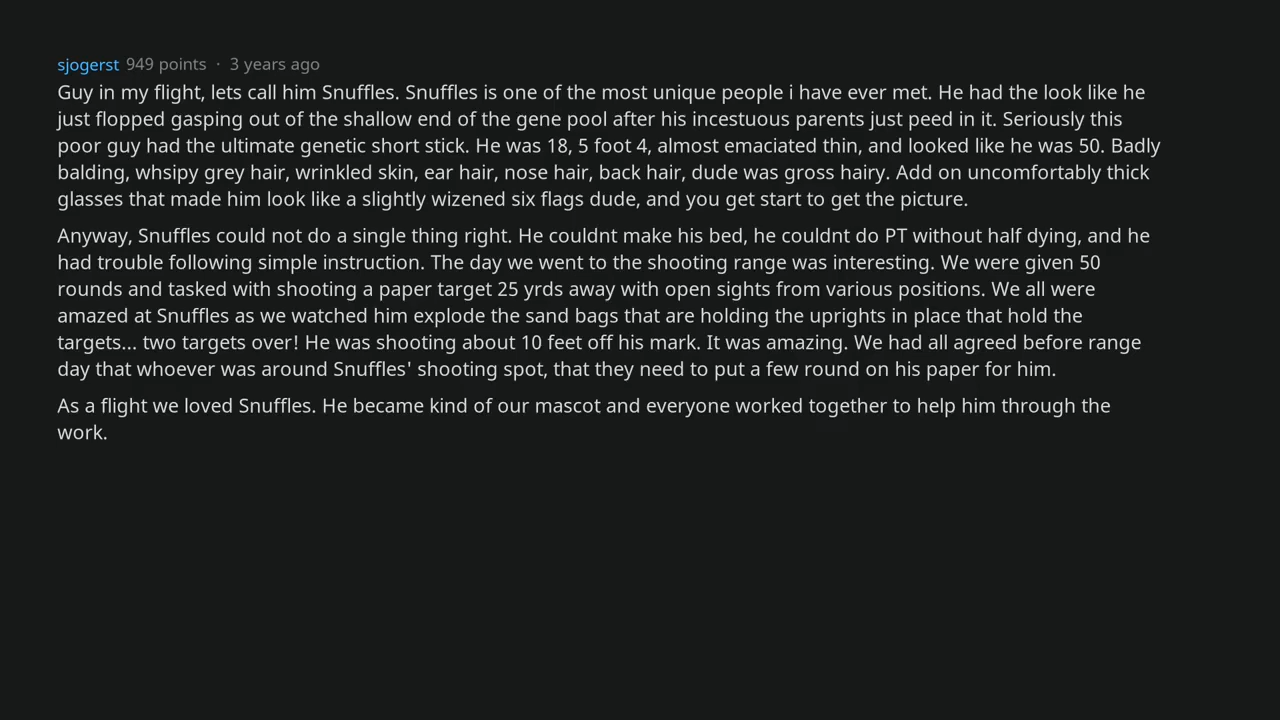 sjogerst 949 points · 3 years ago
Guy in my flight, lets call him Snuffles. Snuffles is one of the most unique people i have ever met. He had the look like he
just flopped gasping out of the shallow end of the gene pool after his incestuous parents just peed in it. Seriously this
poor guy had the ultimate genetic short stick. He was 18, 5 foot 4, almost emaciated thin, and looked like he was 50. Badly
balding, whsipy grey hair, wrinkled skin, ear hair, nose hair, back hair, dude was gross hairy. Add on uncomfortably thick
glasses that made him look like a slightly wizened six flags dude, and you get start to get the picture.
Anyway, Snuffles could not do a single thing right. He couldnt make his bed, he couldnt do PT without half dying, and he
had trouble following simple instruction. The day we went to the shooting range was interesting. We were given 50
rounds and tasked with shooting a paper target 25 yrds away with open sights from various positions. We all were
amazed at Snuffles as we watched him explode the sand bags that are holding the uprights in place that hold the
targets... two targets over! He was shooting about 10 feet off his mark. It was amazing. We had all agreed before range
day that whoever was around Snuffles' shooting spot, that they need to put a few round on his paper for him.
As a flight we loved Snuffles. He became kind of our mascot and everyone worked together to help him through the
work.